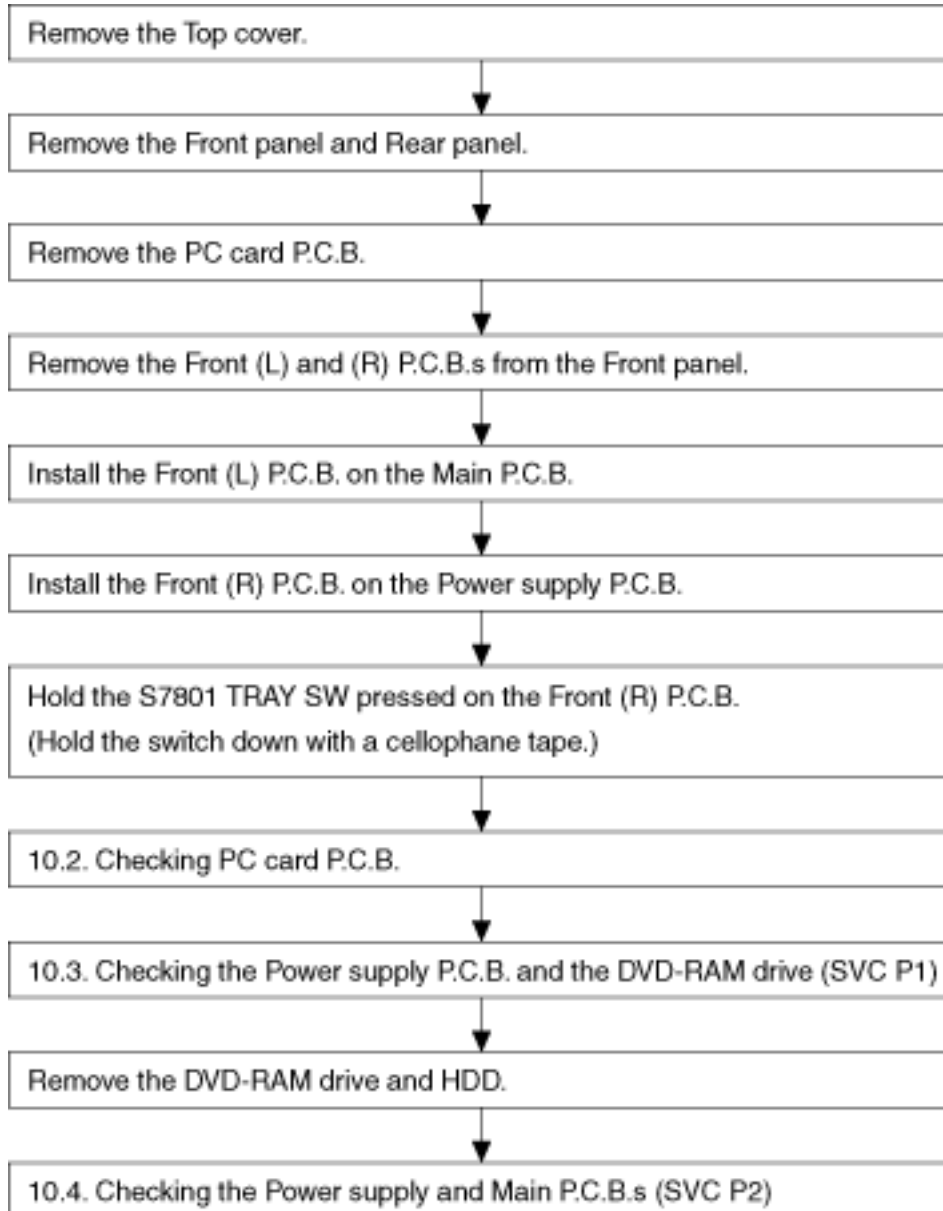 Remove the Top cover.
Remove the Front panel and Rear panel.
Remove the PC card P.C.B.
Remove the Front (L) and (R) P.C.B.s from the Front panel.
Install the Front (L) P.C.B. on the Main P.C.B.
Install the Front (R) P.C.B. on the Power supply P.C.B.
Hold the S7801 TRAY SW pressed on the Front (R) P.C.B.
(Hold the switch down with a cellophane tape.)
10.2. Checking PC card P.C.B.
10.3. Checking the Power supply P.C.B. and the DVD-RAM drive (SVC P1)
Remove the DVD-RAM drive and HDD.
10.4. Checking the Power supply and Main P.C.B.s (SVC P2)